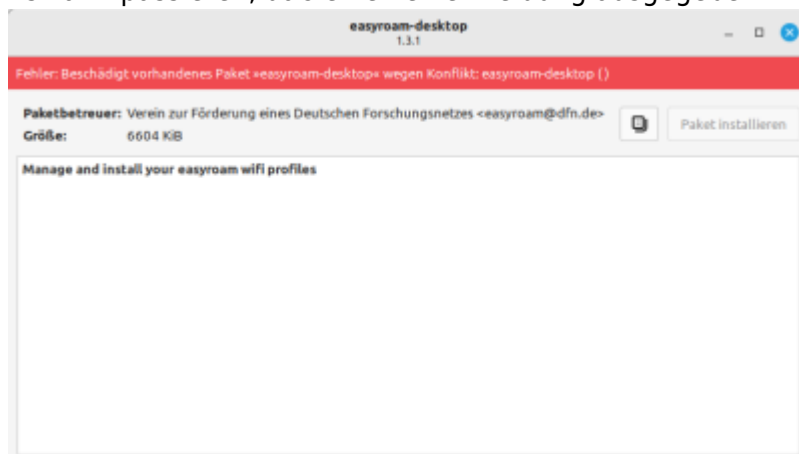 easyroam-desktop
1.3.1
Fehler: Beschädigt vorhandenes Paket »easyroam-desktop« wegen Konflikt: easyroam-desktop ()
Paketbetreuer: Verein zur Förderung eines Deutschen Forschungsnetzes <easyroam@dfn.de>
Größe: 6604 KiB
Paket installieren
Manage and install your easyroam wifi profiles